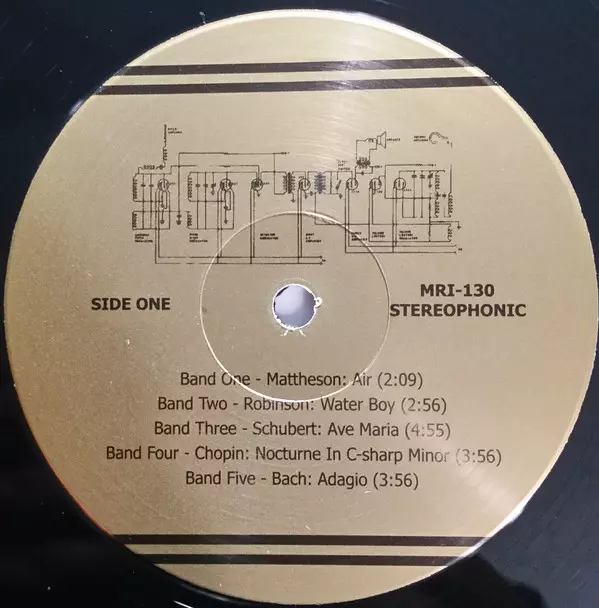 SIDE ONE
MRI-130
STEREOPHONIC
Band One - Mattheson: Air (2:09)
Band Two - Robinson: Water Boy (2:56)
Band Three - Schubert: Ave Maria (4:55)
Band Four - Chopin: Nocturne In C-sharp Minor (3:56)
Band Five - Bach: Adagio (3:56)